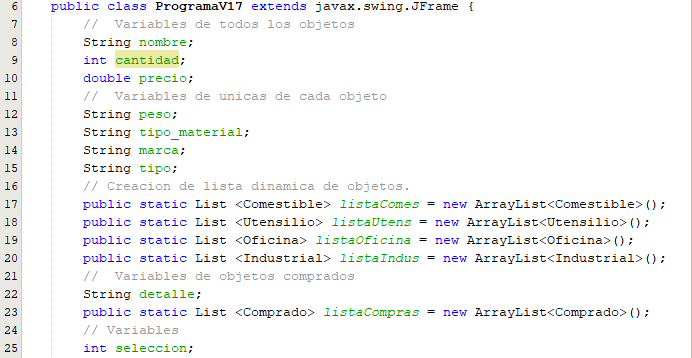 6 public class ProgramaV17 extends javax.swing.JFrame {
7 // Variables de todos los objetos
8 String nombre;
9 int cantidad;
10 double precio;
11 // Variables de unicas de cada objeto
12 String peso;
13 String tipo_material;
14 String marca;
15 String tipo;
16 // Creacion de lista dinamica de objetos.
17 public static List <Comestible> listaComes = new ArrayList<Comestible>();
18 public static List <Utensilio> listaUtens = new ArrayList<Utensilio>();
19 public static List <Oficina> listaOficina = new ArrayList<Oficina>();
20 public static List <Industrial> listaIndus = new ArrayList<Industrial>();
21 // Variables de objetos comprados
22 String detalle;
23 public static List <Comprado> listaCompras = new ArrayList<Comprado>();
24 // Variables
25 int seleccion;